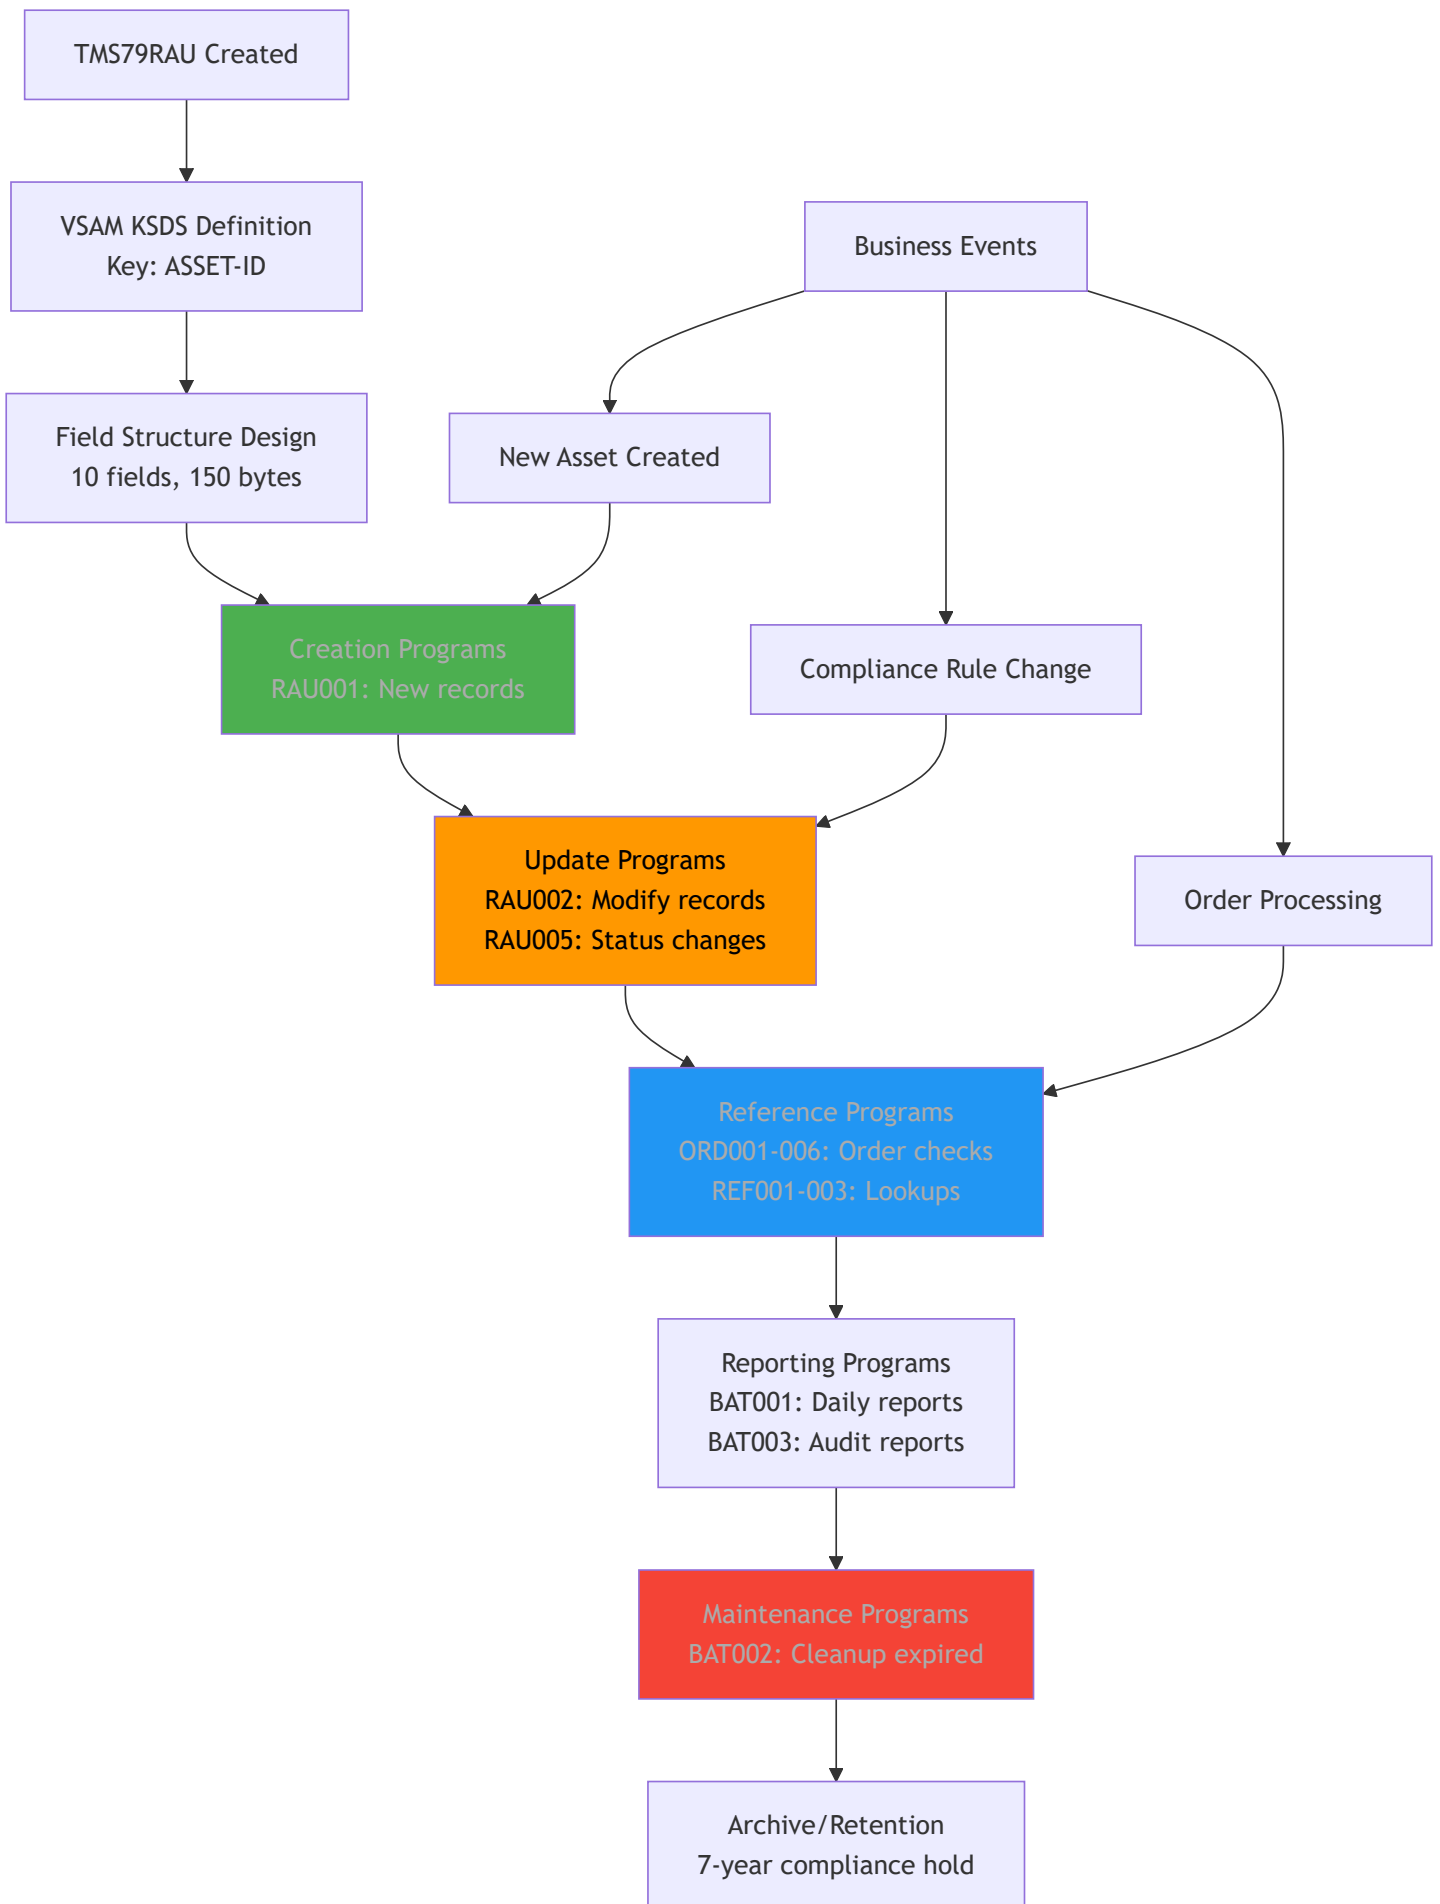 TMS79RAU Created
VSAM KSDS Definition
Key: ASSET-ID
Business Events
Field Structure Design
10 fields, 150 bytes
New Asset Created
Creation Programs
RAU001: New records
Compliance Rule Change
Update Programs
RAU002: Modify records
RAU005: Status changes
Order Processing
Reference Programs
ORD001-006: Order checks
REF001-003: Lookups
Reporting Programs
BAT001: Daily reports
BAT003: Audit reports
Maintenance Programs
BAT002: Cleanup expired
Archive/Retention
7-year compliance hold